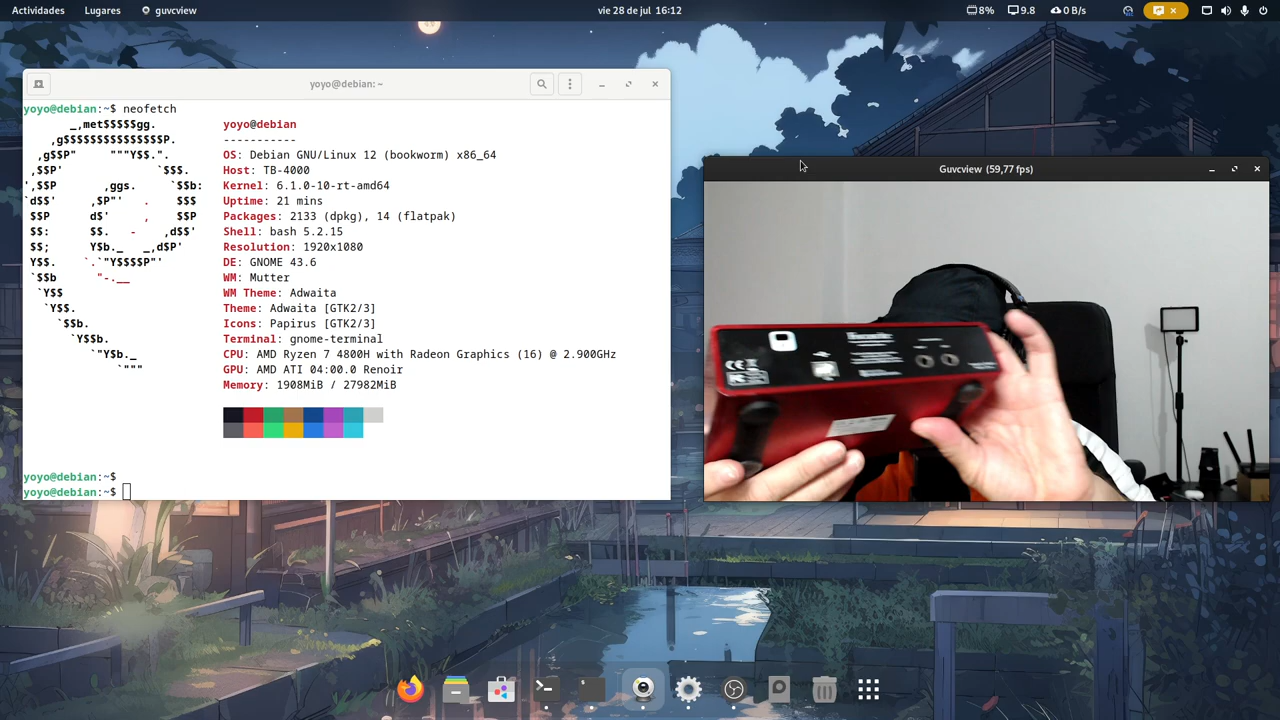 Actividades Lugares guvcview vie 28 de jul 16:12 8% 9.8 0 B/s
yoyo@debian: ~
yoyo@debian:~$ neofetch
_,met$$$$$gg.
,g$$$$$$$$$$$$$$$P.
,g$$P"     """Y$$.".
,$$P'              `$$$.
',$$P       ,ggs.     `$$b:
`d$$'     ,$P"'   .    $$$
$$P      d$'     ,    $$P
$$:      $$.   -    ,d$$'
$$;      Y$b._   _,d$P'
Y$$.    `.`"Y$$$$P"'
`$$b      "-.__
`Y$$
`Y$$.
`$$b.
`Y$$b.
`"Y$b._
`"""
yoyo@debian
-----------
OS: Debian GNU/Linux 12 (bookworm) x86_64
Host: TB-4000
Kernel: 6.1.0-10-rt-amd64
Uptime: 21 mins
Packages: 2133 (dpkg), 14 (flatpak)
Shell: bash 5.2.15
Resolution: 1920x1080
DE: GNOME 43.6
WM: Mutter
WM Theme: Adwaita
Theme: Adwaita [GTK2/3]
Icons: Papirus [GTK2/3]
Terminal: gnome-terminal
CPU: AMD Ryzen 7 4800H with Radeon Graphics (16) @ 2.900GHz
GPU: AMD ATI 04:00.0 Renoir
Memory: 1908MiB / 27982MiB
yoyo@debian:~$
yoyo@debian:~$
Guvcview (59,77 fps)
CE